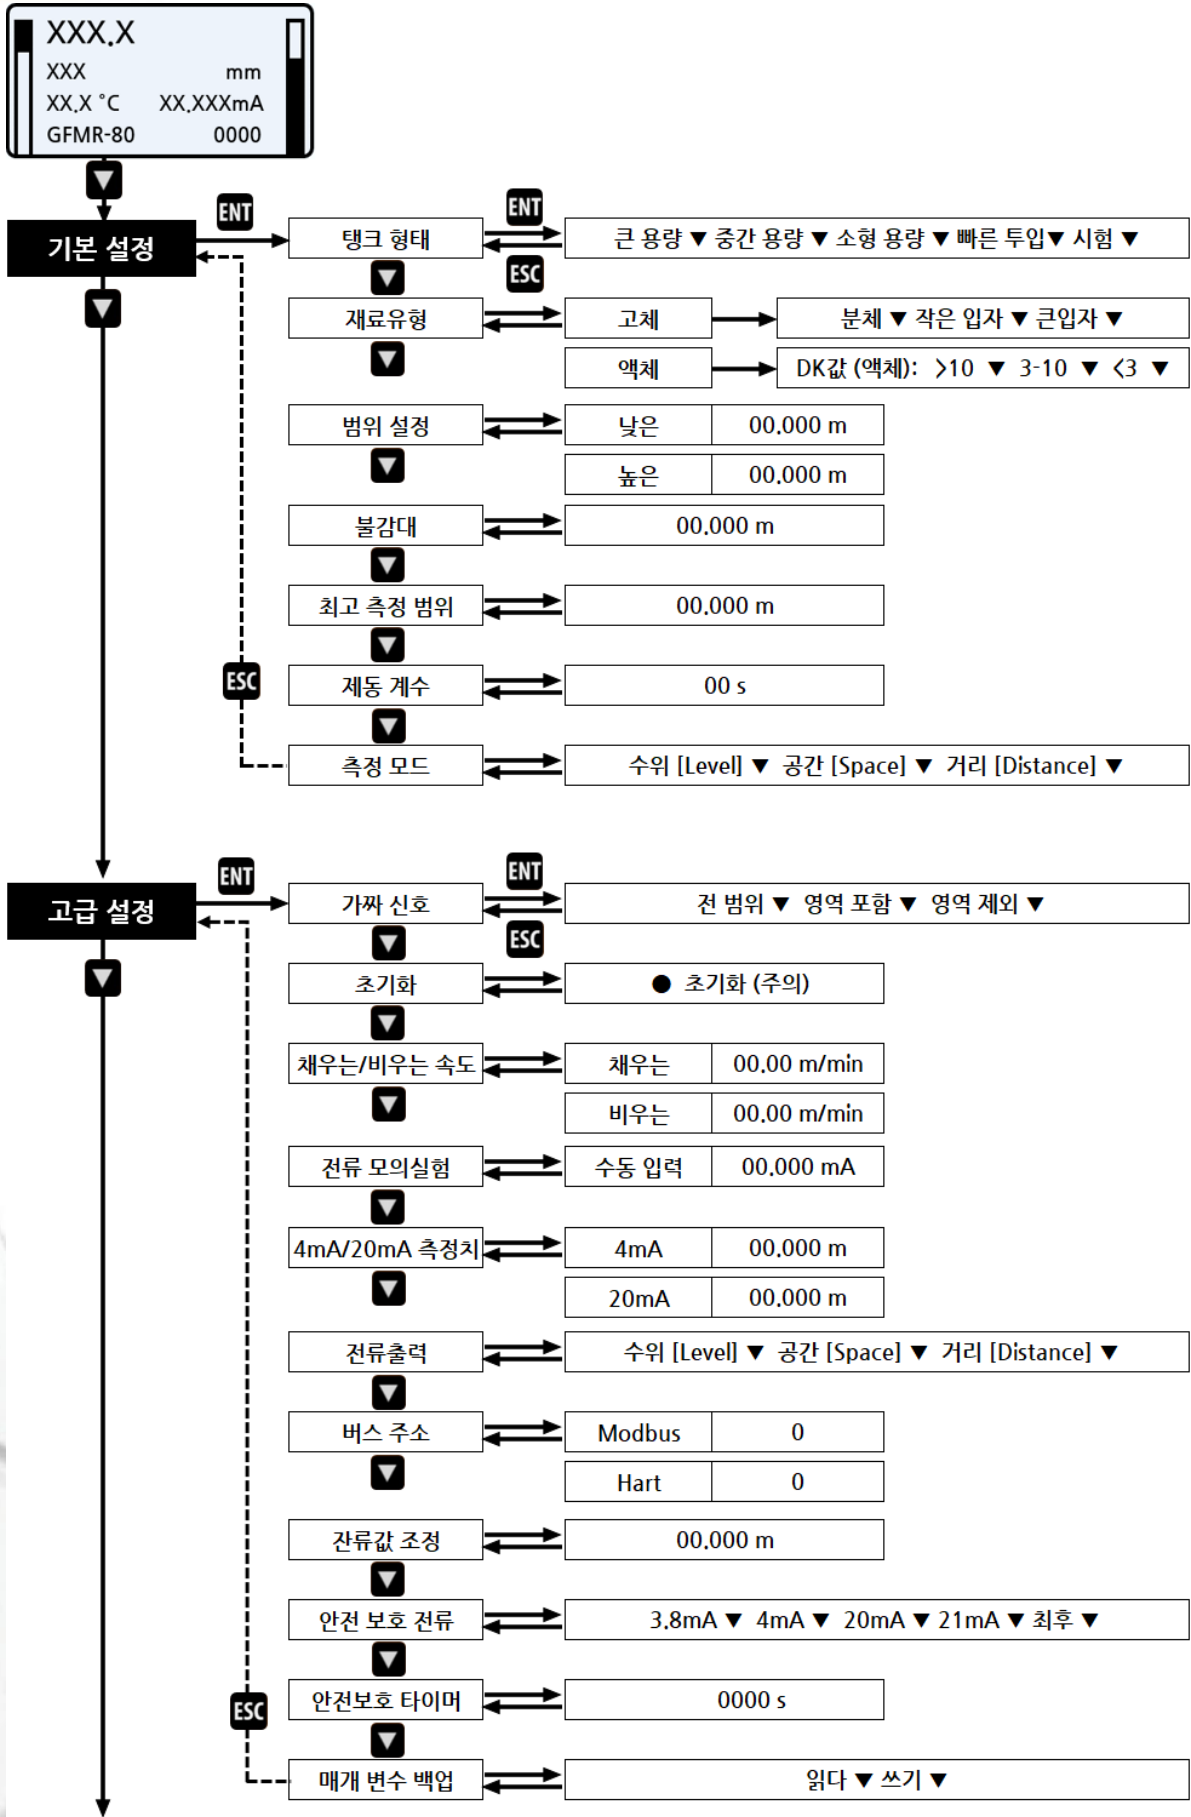 XXX.X
XXX mm
XX.X °C XX.XXXmA
GFMR-80 0000
▼
ENT
ENT
기본 설정
탱크 형태
큰 용량 ▼ 중간 용량 ▼ 소형 용량 ▼ 빠른 투입▼ 시험 ▼
▼
▼
ESC
재료유형
고체
분체 ▼ 작은 입자 ▼ 큰입자 ▼
▼
액체
DK값 (액체): >10 ▼ 3-10 ▼ <3 ▼
범위 설정
낮은 00.000 m
▼
높은 00.000 m
불감대
00.000 m
▼
최고 측정 범위
00.000 m
▼
ESC
제동 계수
00 s
▼
측정 모드
수위 [Level] ▼ 공간 [Space] ▼ 거리 [Distance] ▼
ENT
ENT
고급 설정
가짜 신호
전 범위 ▼ 영역 포함 ▼ 영역 제외 ▼
▼
▼
ESC
초기화
● 초기화 (주의)
▼
채우는/비우는 속도
채우는 00.00 m/min
▼
비우는 00.00 m/min
전류 모의실험
수동 입력 00.000 mA
▼
4mA/20mA 측정치
4mA 00.000 m
▼
20mA 00.000 m
전류출력
수위 [Level] ▼ 공간 [Space] ▼ 거리 [Distance] ▼
▼
버스 주소
Modbus 0
▼
Hart 0
잔류값 조정
00.000 m
▼
안전 보호 전류
3.8mA ▼ 4mA ▼ 20mA ▼ 21mA ▼ 최후 ▼
▼
ESC
안전보호 타이머
0000 s
▼
매개 변수 백업
읽다 ▼ 쓰기 ▼